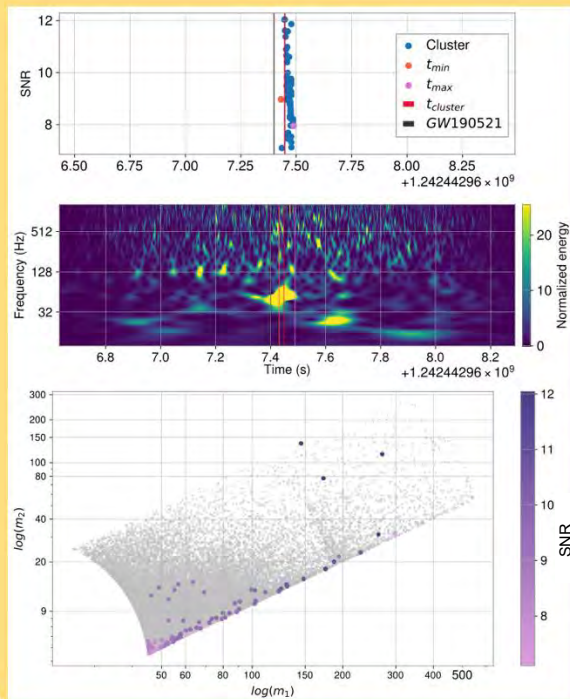 12
10
8
SNR
Cluster
t_min
t_max
t_cluster
GW190521
6.50 6.75 7.00 7.25 7.50 7.75 8.00 8.25
+1.24244296 × 10⁹
512
128
32
Frequency (Hz)
20
10
0
Normalized energy
6.8 7.0 7.2 7.4 7.6 7.8 8.0 8.2
Time (s)
+1.24244296 × 10⁹
300
200
150
100
80
40
20
9
log(m₂)
50 60 80 100 150 200 300 400 500
log(m₁)
12
11
10
9
8
SNR